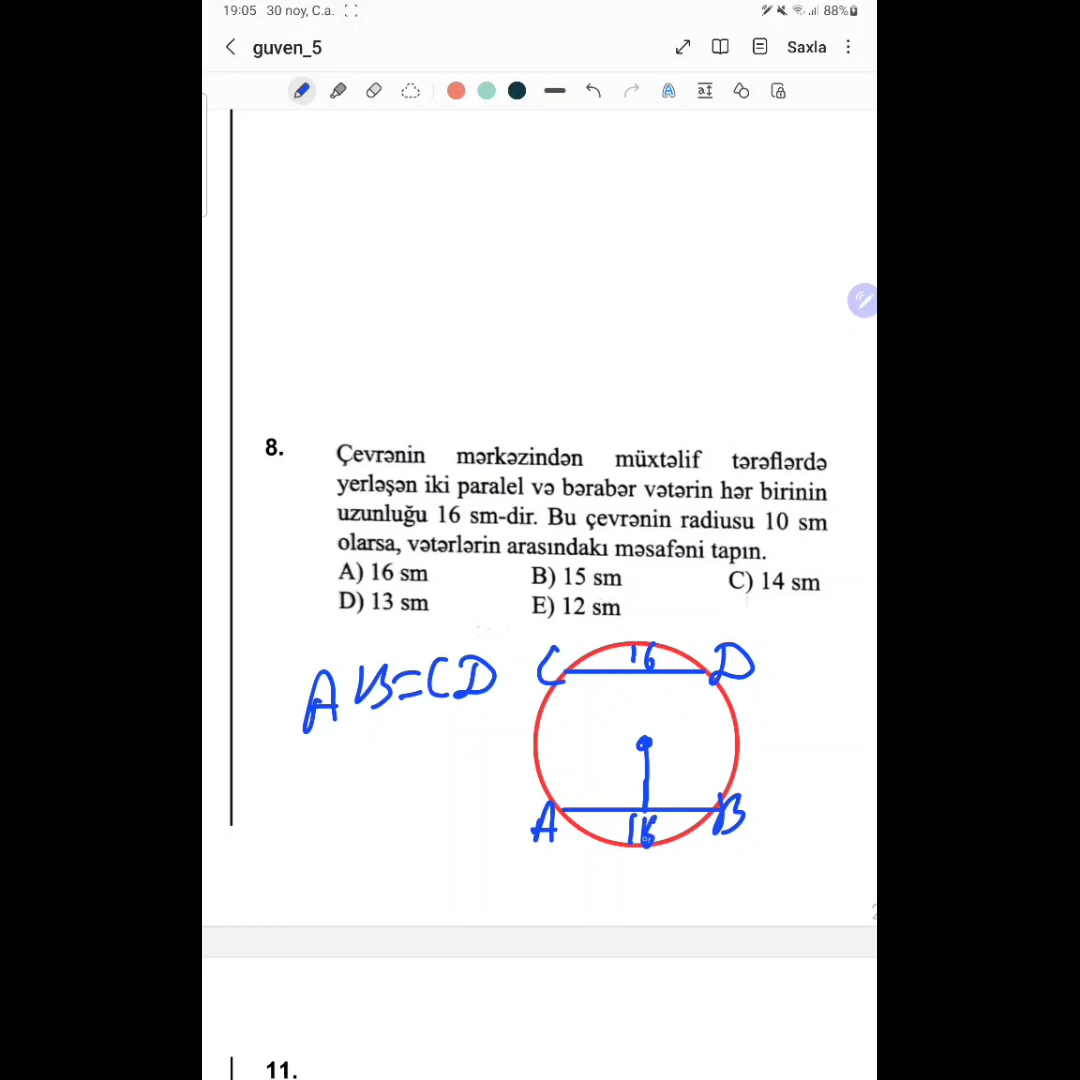 19:05 30 noy, C.a. 88%
guven_5 Saxla
8. Çevrənin mərkəzindən müxtəlif tərəflərdə
yerləşən iki paralel və bərabər vətərin hər birinin
uzunluğu 16 sm-dir. Bu çevrənin radiusu 10 sm
olarsa, vətərlərin arasındakı məsafəni tapın.
A) 16 sm B) 15 sm C) 14 sm
D) 13 sm E) 12 sm
AB=CD
C 16 D
A 16 B
11.